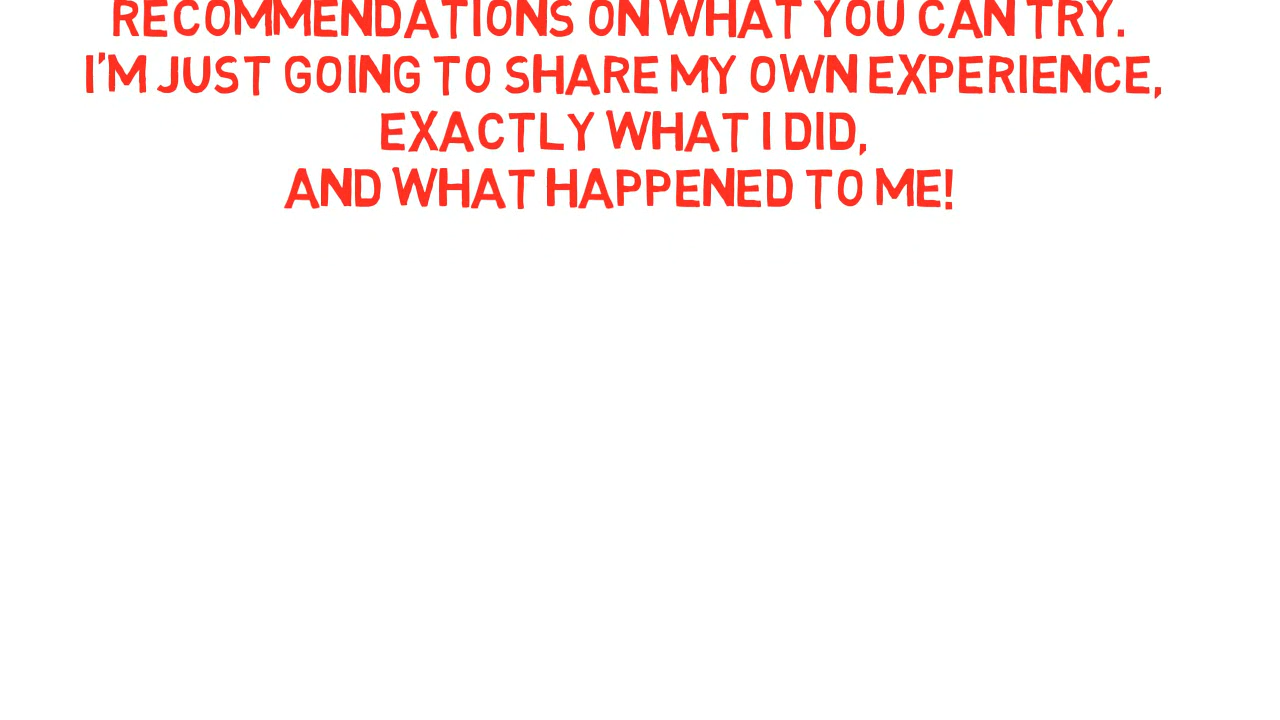 RECOMMENDATIONS ON WHAT YOU CAN TRY.
I'M JUST GOING TO SHARE MY OWN EXPERIENCE,
EXACTLY WHAT I DID,
AND WHAT HAPPENED TO ME!